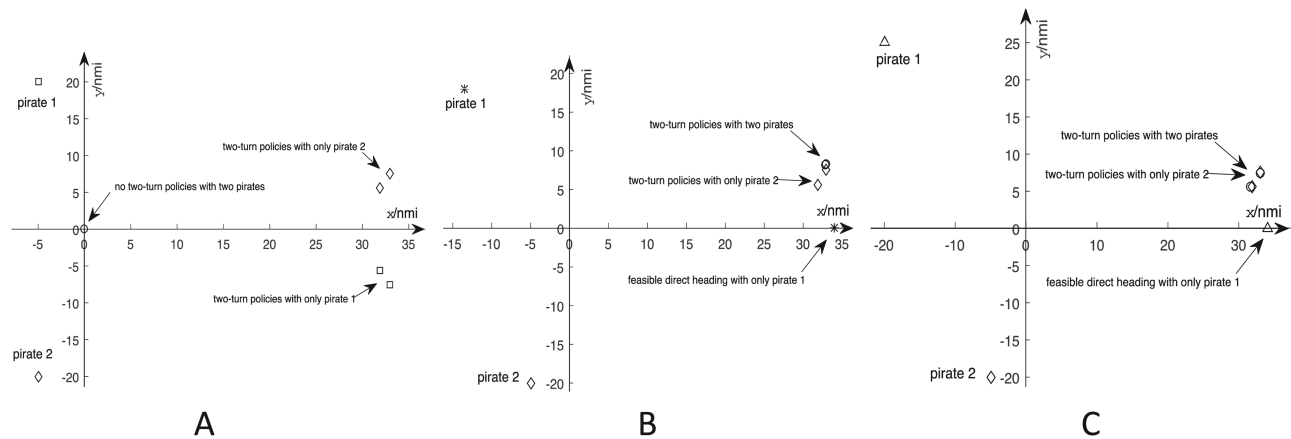 y/nmi
20
pirate 1
15
two-turn policies with only pirate 2
10
no two-turn policies with two pirates
5
x/nmi
0
-5 0 5 10 15 20 25 30 35
-5
two-turn policies with only pirate 1
-10
-15
pirate 2
-20
A
y/nmi
20
pirate 1
15
two-turn policies with two pirates
10
two-turn policies with only pirate 2
5
x/nmi
0
-15 -10 -5 0 5 10 15 20 25 30 35
-5
feasible direct heading with only pirate 1
-10
-15
pirate 2
-20
B
y/nmi
25
pirate 1
20
15
two-turn policies with two pirates
10
two-turn policies with only pirate 2
5
x/nmi
0
-20 -10 0 10 20 30
-5
feasible direct heading with only pirate 1
-10
-15
pirate 2
-20
C